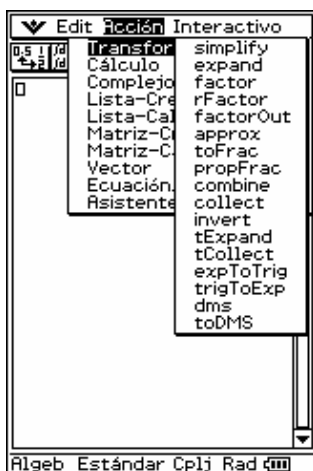 Edit Acción Interactivo
Transfor
Cálculo
Complejo
Lista-Cre
Lista-Cal
Matriz-C
Matriz-C
Vector
Ecuación
Asistente
simplify
expand
factor
rFactor
factorOut
approx
toFrac
propFrac
combine
collect
invert
tExpand
tCollect
expToTrig
trigToExp
dms
toDMS
Algeb Estándar Cplj Rad